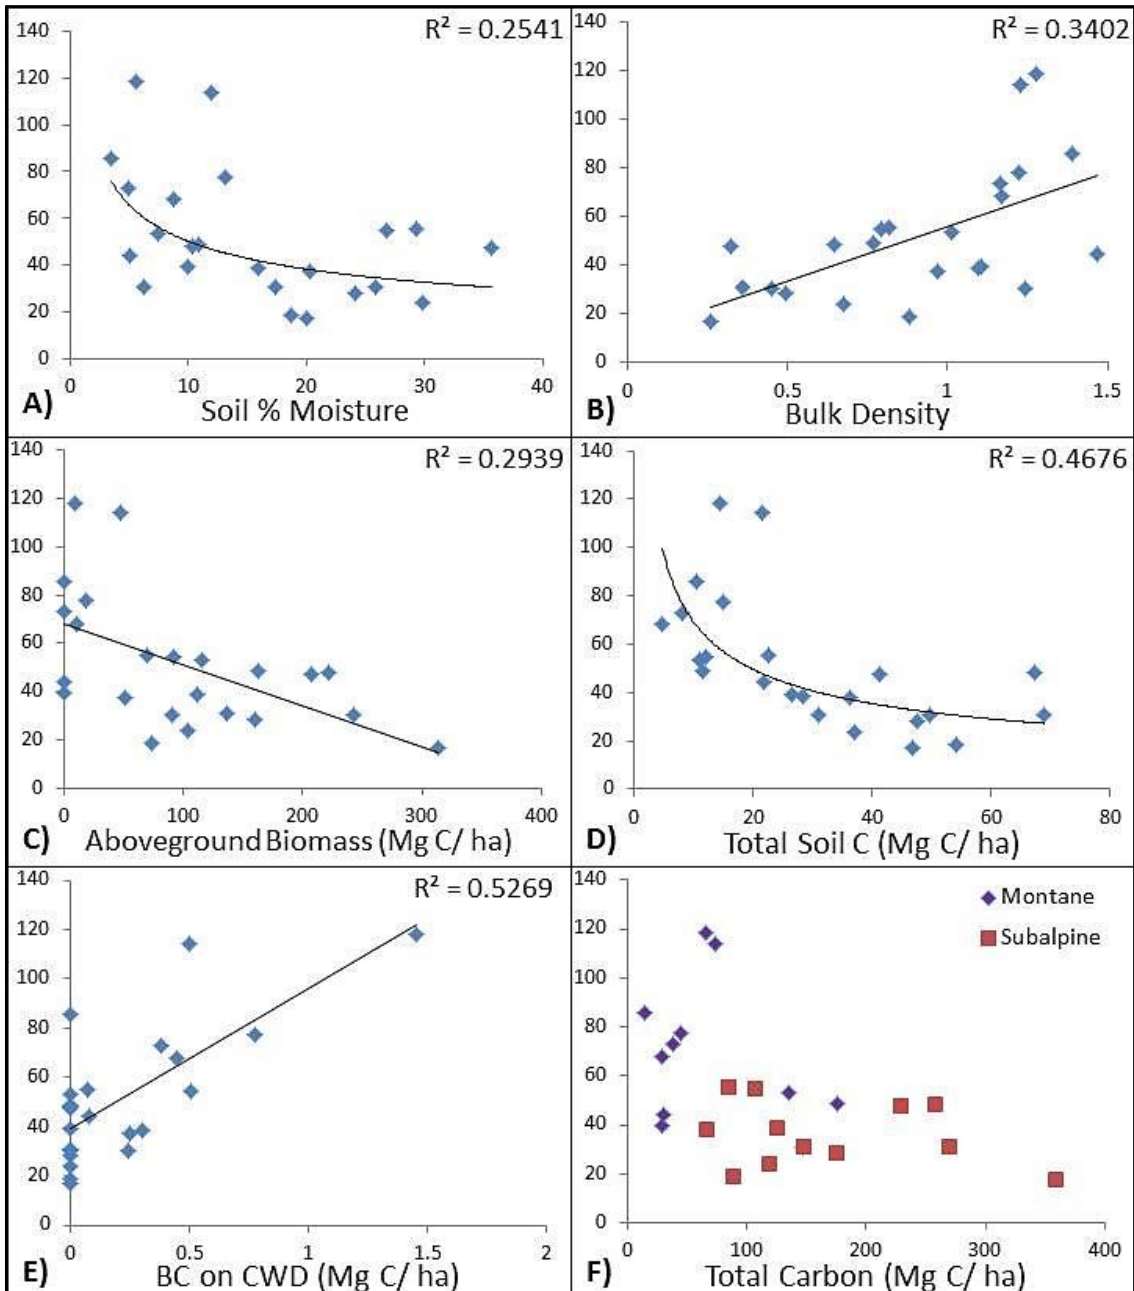 R² = 0.2541
140
120
100
80
60
40
20
0
0 10 20 30 40
A) Soil % Moisture
R² = 0.3402
140
120
100
80
60
40
20
0
0 0.5 1 1.5
B) Bulk Density
R² = 0.2939
140
120
100
80
60
40
20
0
0 100 200 300 400
C) Aboveground Biomass (Mg C/ ha)
R² = 0.4676
140
120
100
80
60
40
20
0
0 20 40 60 80
D) Total Soil C (Mg C/ ha)
R² = 0.5269
140
120
100
80
60
40
20
0
0 0.5 1 1.5 2
E) BC on CWD (Mg C/ ha)
Montane
Subalpine
140
120
100
80
60
40
20
0
0 100 200 300 400
F) Total Carbon (Mg C/ ha)